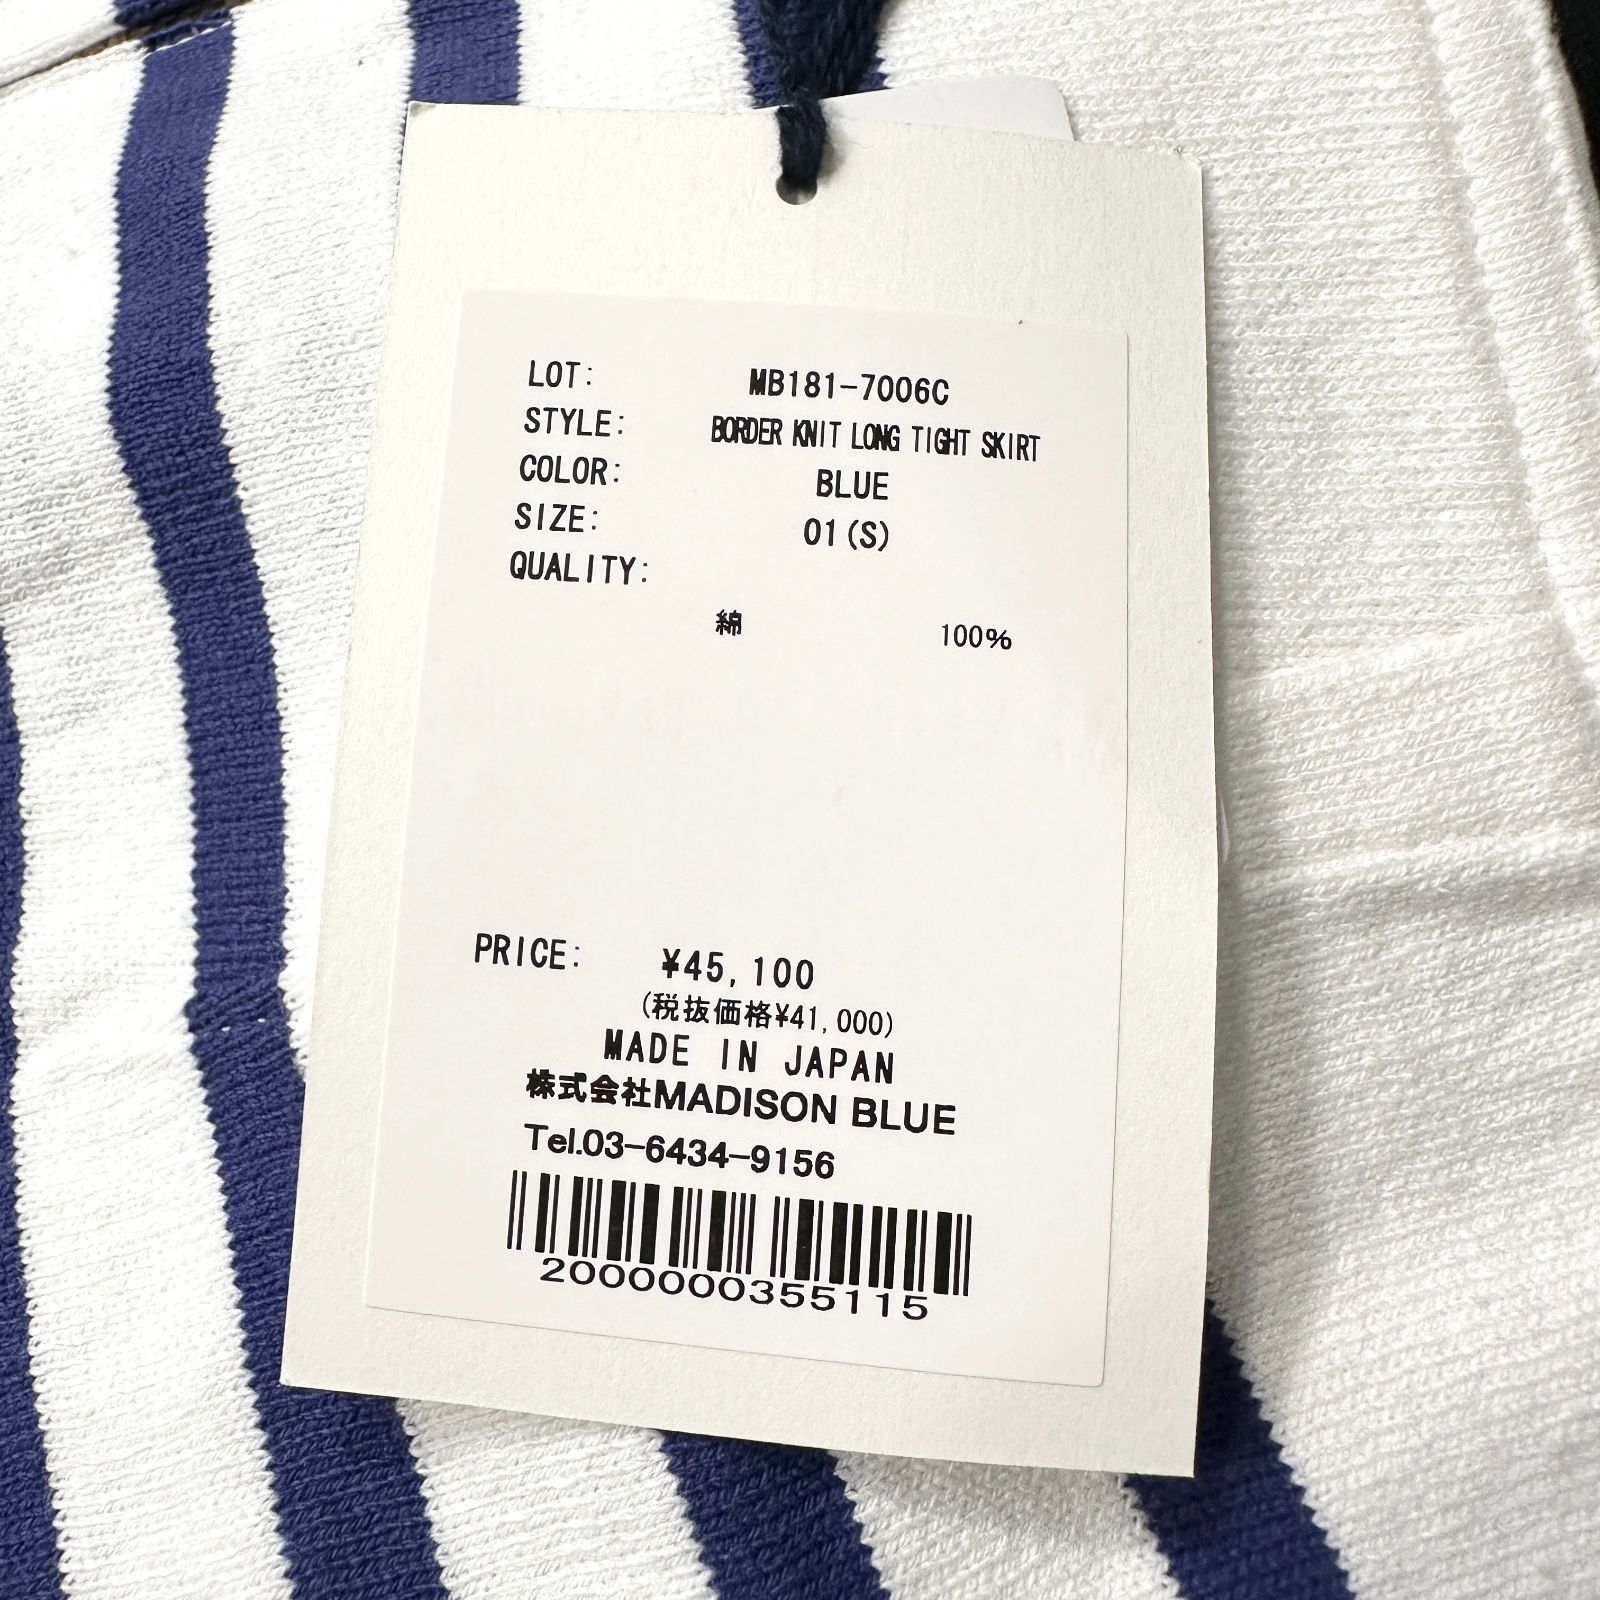 LOT: MB181-7006C
STYLE: BORDER KNIT LONG TIGHT SKIRT
COLOR: BLUE
SIZE: 01(S)
QUALITY:
綿 100%
PRICE: ¥45,100
(税抜価格¥41,000)
MADE IN JAPAN
株式会社MADISON BLUE
Tel.03-6434-9156
2000000355115